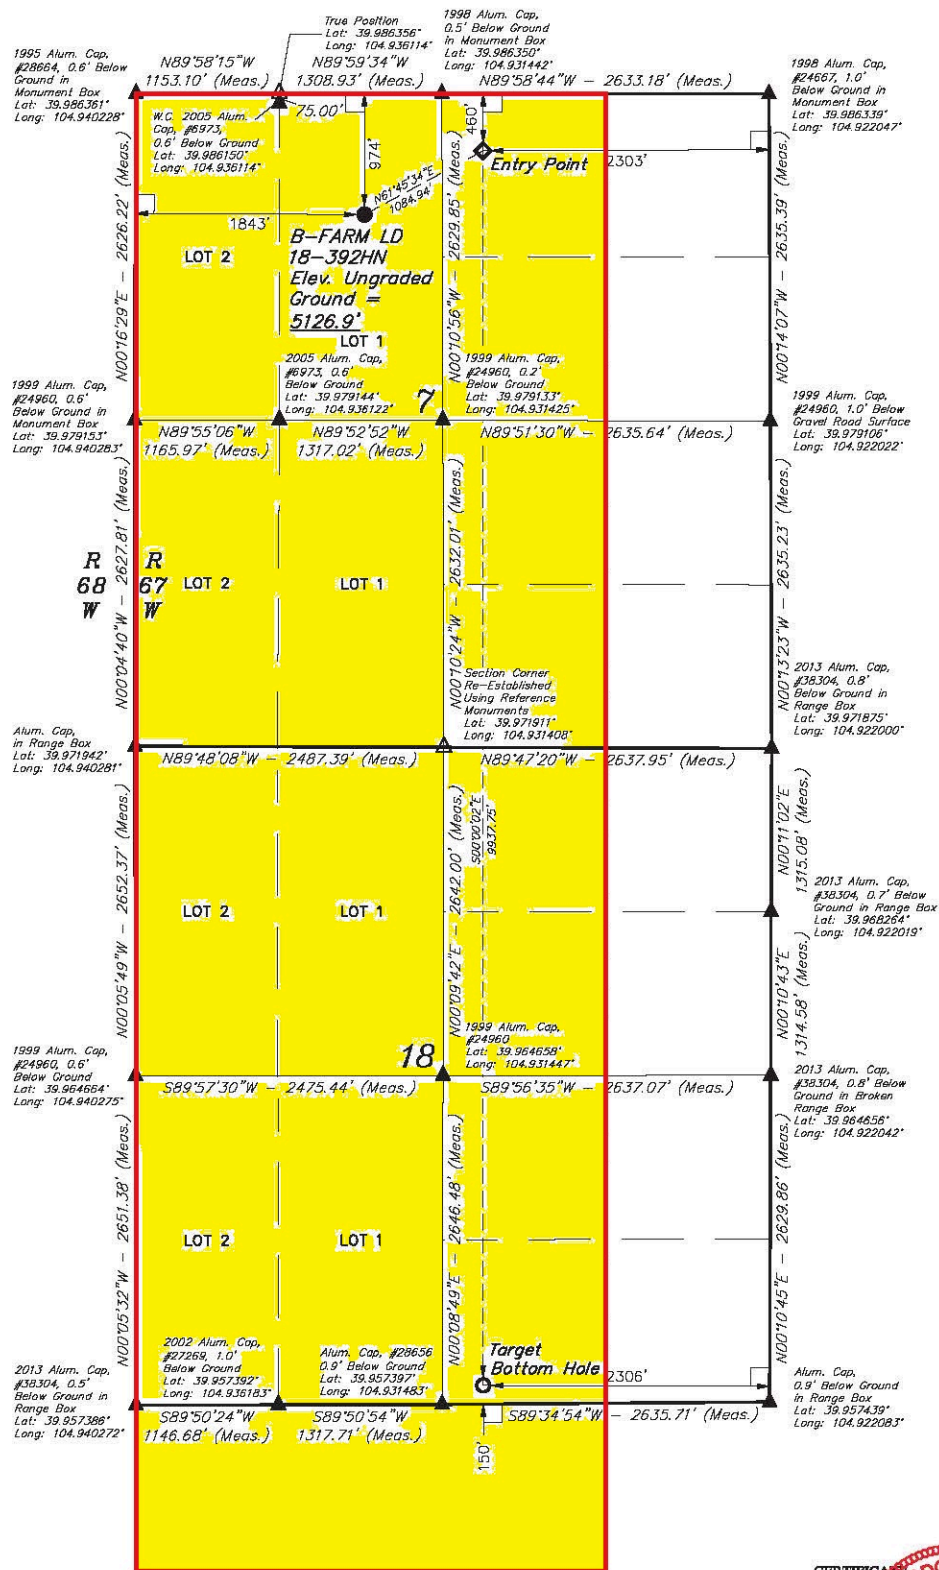 True Position
Lat: 39.986356°
Long: 104.936114°
1998 Alum. Cap,
0.5' Below Ground
in Monument Box
Lat: 39.986350°
Long: 104.931442°
1995 Alum. Cap,
#28664, 0.6' Below
Ground in
Monument Box
Lat: 39.986361°
Long: 104.940228°
N89°58'15"W
1153.10' (Meas.)
N89°59'34"W
1308.93' (Meas.)
N89°58'44"W - 2633.18' (Meas.)
1998 Alum. Cap,
#24667, 1.0'
Below Ground in
Monument Box
Lat: 39.986339°
Long: 104.922047°
W.C. 2005 Alum.
Cap, #6973,
0.6' Below Ground
Lat: 39.986150°
Long: 104.936114°
75.00'
974'
460'
Entry Point
2303'
N61°45'34"E
1084.94'
1843'
B-FARM LD
18-392HN
Elev. Ungraded
Ground =
5126.9'
LOT 2
LOT 1
N00°16'29"E - 2626.22' (Meas.)
N00°10'56"W - 2629.85' (Meas.)
N00°14'07"W - 2635.39' (Meas.)
2005 Alum. Cap,
#6973, 0.6'
Below Ground
Lat: 39.979144°
Long: 104.936122°
7
1999 Alum. Cap,
#24960, 0.2'
Below Ground
Lat: 39.979133°
Long: 104.931425°
1999 Alum. Cap,
#24960, 0.6'
Below Ground in
Monument Box
Lat: 39.979153°
Long: 104.940283°
1999 Alum. Cap,
#24960, 1.0' Below
Gravel Road Surface
Lat: 39.979106°
Long: 104.922022°
N89°55'06"W
1165.97' (Meas.)
N89°52'52"W
1317.02' (Meas.)
N89°51'30"W - 2635.64' (Meas.)
R
68
W
R
67
W
N00°04'40"W - 2627.81' (Meas.)
LOT 2
LOT 1
N00°10'24"W - 2632.01' (Meas.)
N00°13'23"W - 2635.23' (Meas.)
Section Corner
Re-Established
Using Reference
Monuments
Lat: 39.971911°
Long: 104.931408°
2013 Alum. Cap,
#38304, 0.8'
Below Ground in
Range Box
Lat: 39.971875°
Long: 104.922000°
Alum. Cap,
in Range Box
Lat: 39.971942°
Long: 104.940281°
N89°48'08"W - 2487.39' (Meas.)
N89°47'20"W - 2637.95' (Meas.)
N00°05'49"W - 2652.37' (Meas.)
N00°09'42"E - 2642.00' (Meas.)
S00°00'02"E
9937.75'
N00°11'02"E
1315.08' (Meas.)
2013 Alum. Cap,
#38304, 0.7' Below
Ground in Range Box
Lat: 39.968264°
Long: 104.922019°
LOT 2
LOT 1
N00°10'43"E
1314.58' (Meas.)
18
1999 Alum. Cap,
#24960
Lat: 39.964658°
Long: 104.931447°
1999 Alum. Cap,
#24960, 0.6'
Below Ground
Lat: 39.964664°
Long: 104.940275°
2013 Alum. Cap,
#38304, 0.8' Below
Ground in Broken
Range Box
Lat: 39.964656°
Long: 104.922042°
S89°57'30"W - 2475.44' (Meas.)
S89°56'35"W - 2637.07' (Meas.)
N00°05'32"W - 2651.38' (Meas.)
N00°08'49"E - 2646.48' (Meas.)
N00°10'45"E - 2629.86' (Meas.)
LOT 2
LOT 1
2002 Alum. Cap,
#27269, 1.0'
Below Ground
Lat: 39.957392°
Long: 104.936183°
Alum. Cap, #28656
0.9' Below Ground
Lat: 39.957397°
Long: 104.931483°
Target
Bottom Hole
2306'
2013 Alum. Cap,
#38304, 0.5'
Below Ground in
Range Box
Lat: 39.957386°
Long: 104.940272°
Alum. Cap,
0.9' Below Ground
in Range Box
Lat: 39.957439°
Long: 104.922083°
S89°50'24"W
1146.68' (Meas.)
S89°50'54"W
1317.71' (Meas.)
S89°34'54"W - 2635.71' (Meas.)
150'